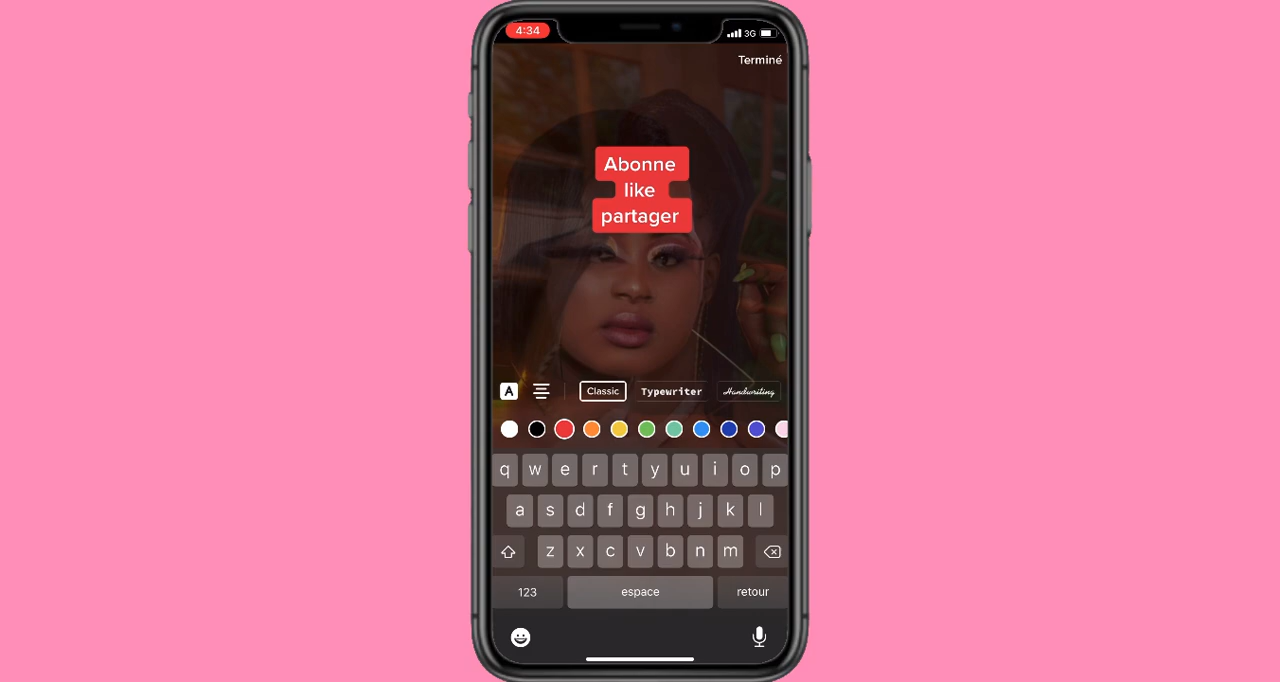 4:34
3G
Terminé
Abonne
like
partager
A
Classic
Typewriter
Handwriting
q w e r t y u i o p
a s d f g h j k l
z x c v b n m
123 espace retour